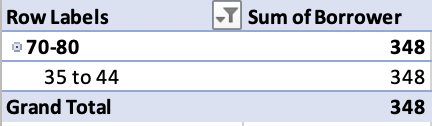 Row Labels Sum of Borrower
70-80 348
35 to 44 348
Grand Total 348